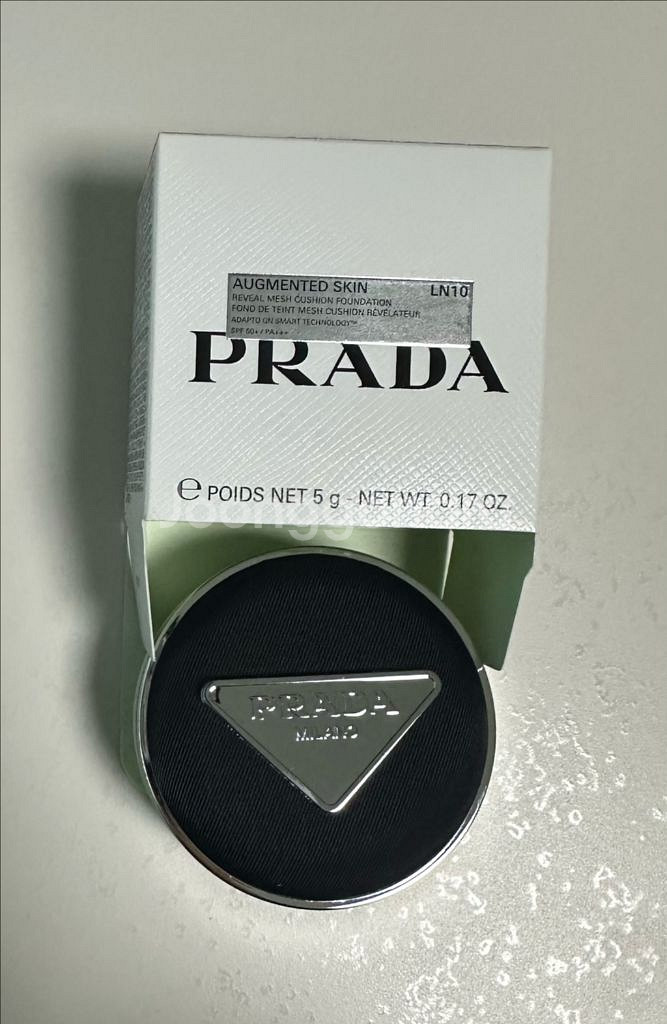 AUGMENTED SKIN LN10
REVEAL MESH CUSHION FOUNDATION
FOND DE TEINT MESH CUSHION RÉVÉLATEUR
ADAPTO.GN SMART TECHNOLOGY™
SPF 50+ / PA+++
PRADA
e POIDS NET 5 g - NET WT. 0.17 OZ.
PRADA
MILANO